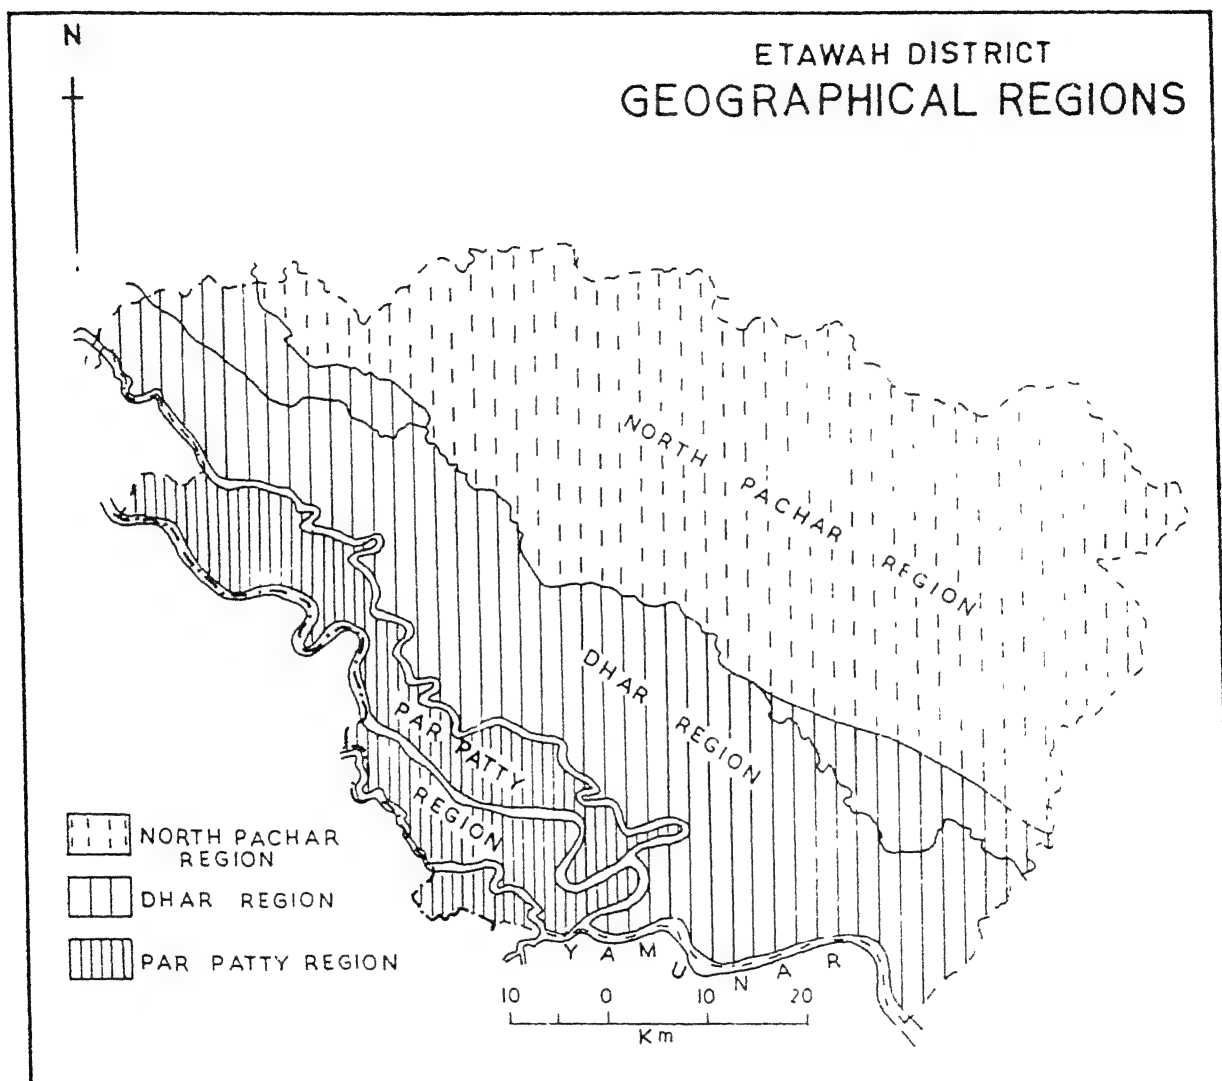 N
ETAWAH DISTRICT
GEOGRAPHICAL REGIONS
NORTH PACHAR REGION
DHAR REGION
PAR PATTY
REGION
NORTH PACHAR
REGION
DHAR REGION
PAR PATTY REGION
YAMUNA R
10 0 10 20
Km